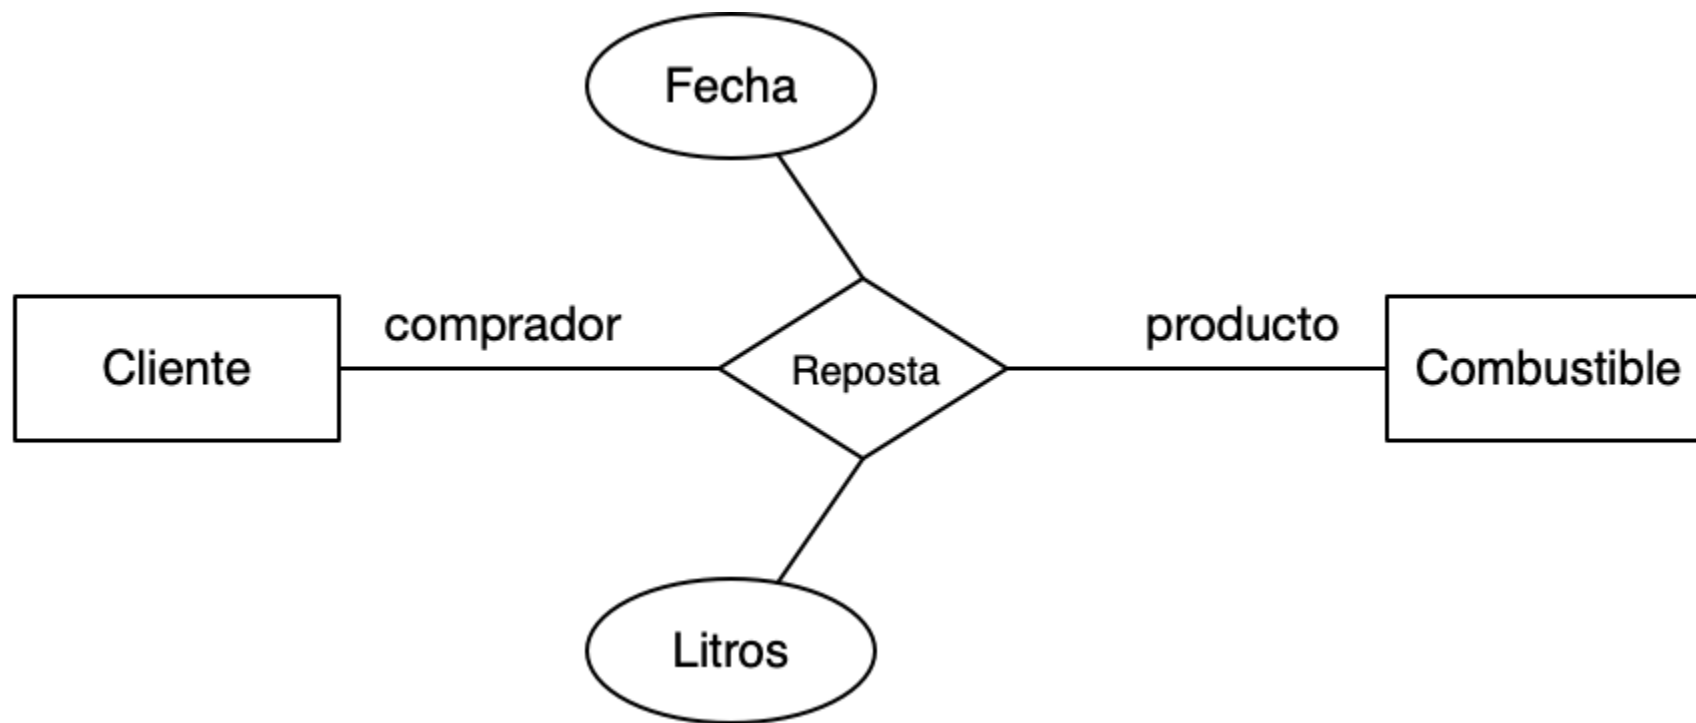 Fecha
comprador
producto
Cliente
Reposta
Combustible
Litros